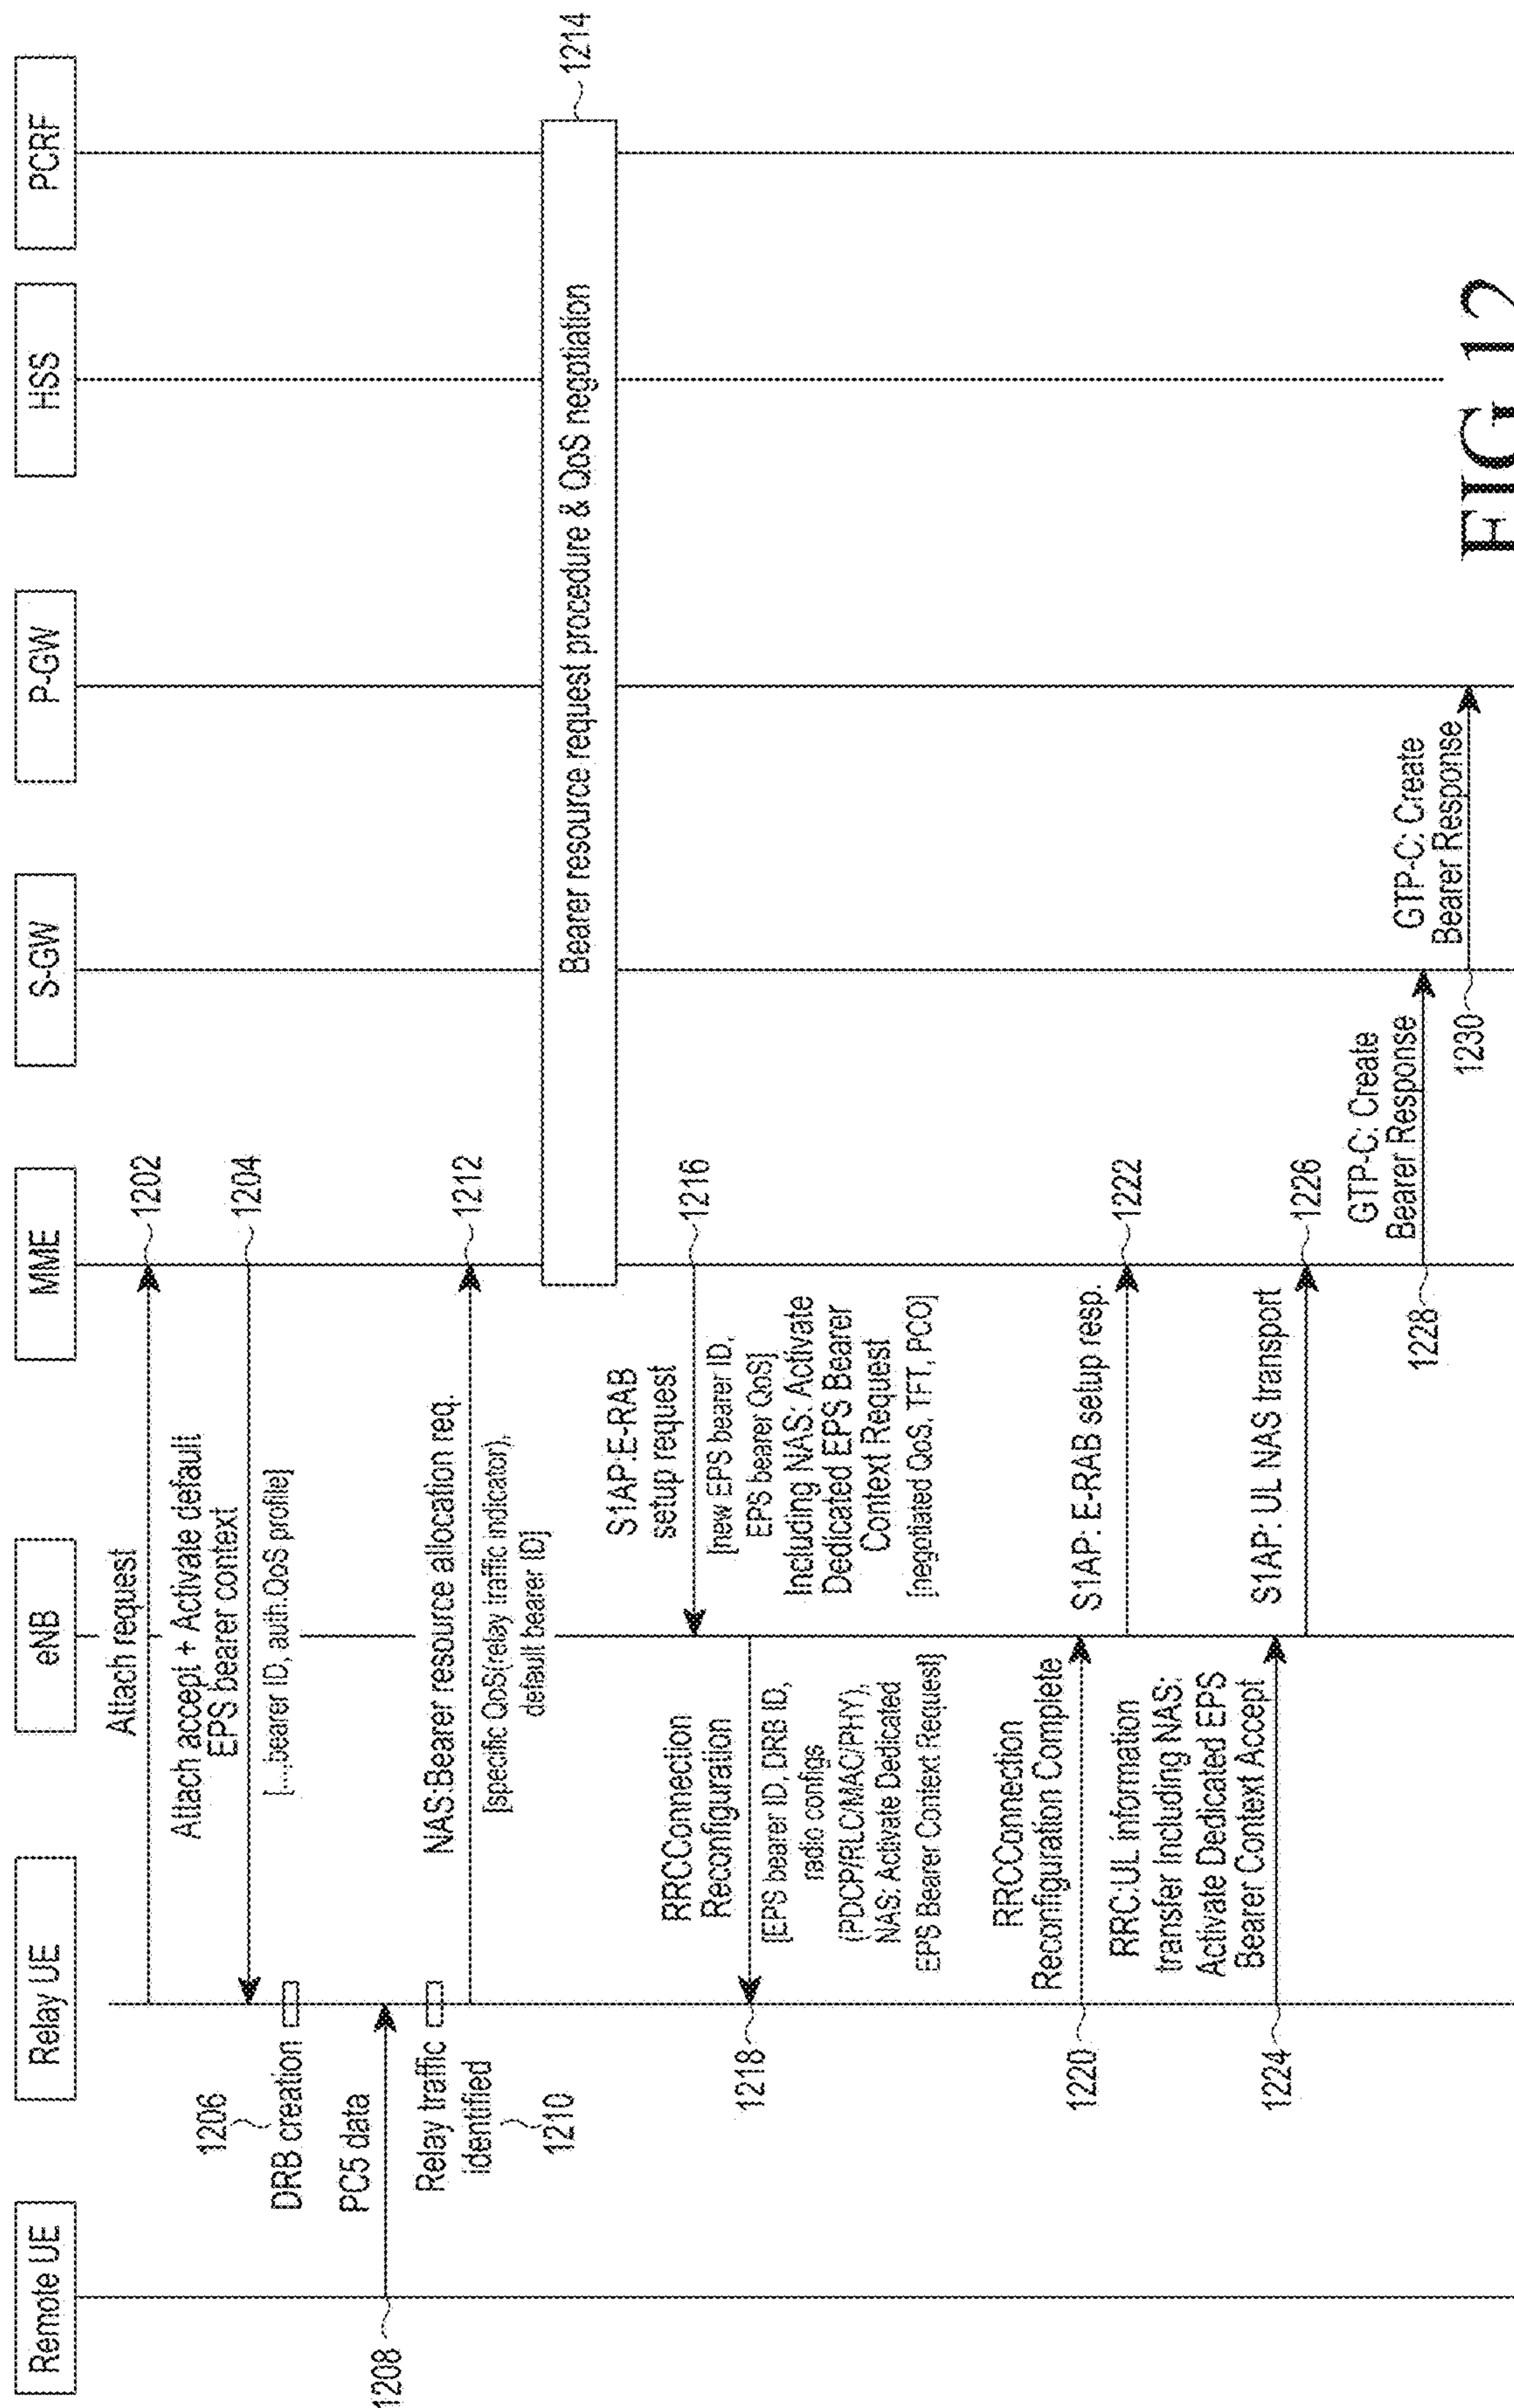 Remote UE
Relay UE
eNB
MME
S-GW
P-GW
HSS
PCRF
Attach request
1202
Attach accept + Activate default
EPS bearer context
1204
[....bearer ID, auth.QoS profile]
1206
DRB creation
PC5 data
1208
Relay traffic
identified
1210
NAS:Bearer resource allocation req.
1212
[specific QoS(relay traffic indicator),
default bearer ID]
Bearer resource request procedure & QoS negotiation
1214
S1AP:E-RAB
setup request
1216
[new EPS bearer ID,
EPS bearer QoS]
Including NAS: Activate
Dedicated EPS Bearer
Context Request
[negotiated QoS, TFT, PCO]
RRCConnection
Reconfiguration
1218
[EPS bearer ID, DRB ID,
radio configs
(PDCP/RLC/MAC/PHY),
NAS: Activate Dedicated
EPS Bearer Context Request]
RRCConnection
Reconfiguration Complete
1220
S1AP: E-RAB setup resp.
1222
RRC:UL information
transfer Including NAS:
Activate Dedicated EPS
Bearer Context Accept
1224
S1AP: UL NAS transport
1226
GTP-C: Create
Bearer Response
1228
GTP-C: Create
Bearer Response
1230
FIG 12